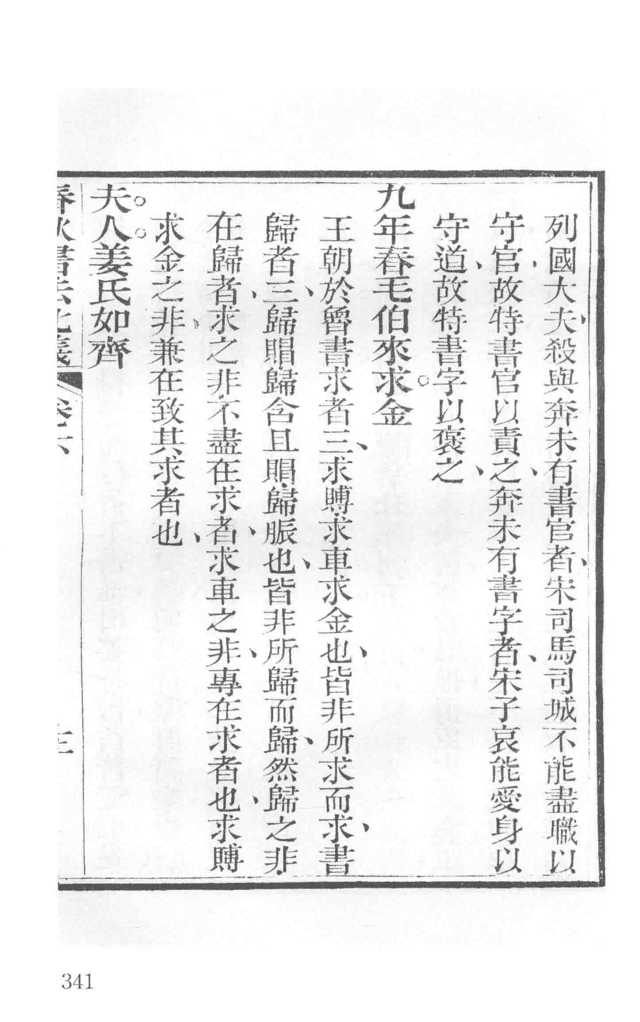 列國大夫殺與奔未有書官者宋司馬司城不能盡職以
守官故特書官以責之奔未有書字者宋子哀能愛身以
守道故特書字以褒之
九年春毛伯來求金
王朝於魯書求者三求賻求車求金也皆非所求而求書
歸者三歸賵歸含且賵歸脤也皆非所歸而歸然歸之非
在歸者求之非不盡在求者求車之非專在求者也求賻
求金之非兼在致其求者也
夫人姜氏如齊
春秋書法比義 卷六
341